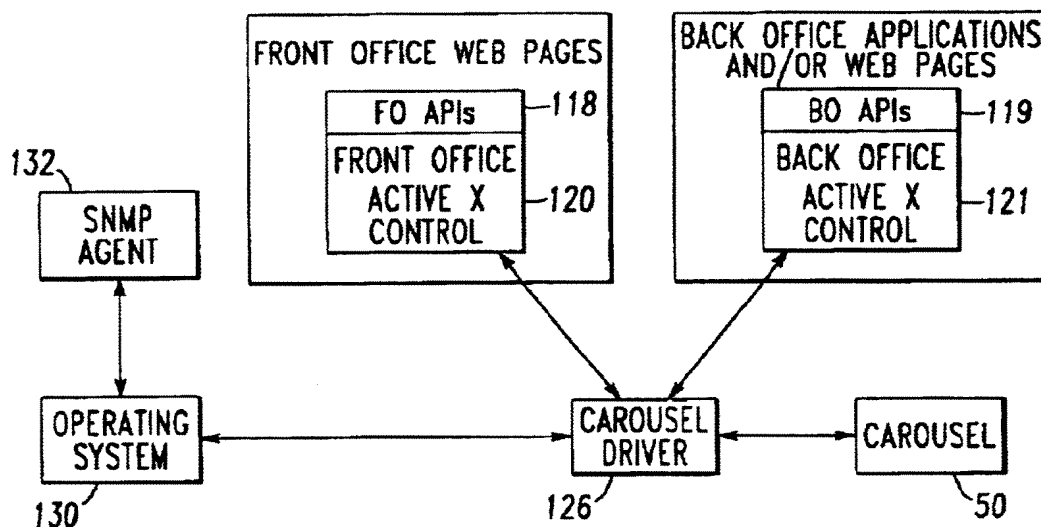 FRONT OFFICE WEB PAGES
FO APIs
118
FRONT OFFICE
ACTIVE X
CONTROL
120
BACK OFFICE APPLICATIONS
AND/OR WEB PAGES
BO APIs
119
BACK OFFICE
ACTIVE X
CONTROL
121
132
SNMP
AGENT
OPERATING
SYSTEM
130
CAROUSEL
DRIVER
126
CAROUSEL
50